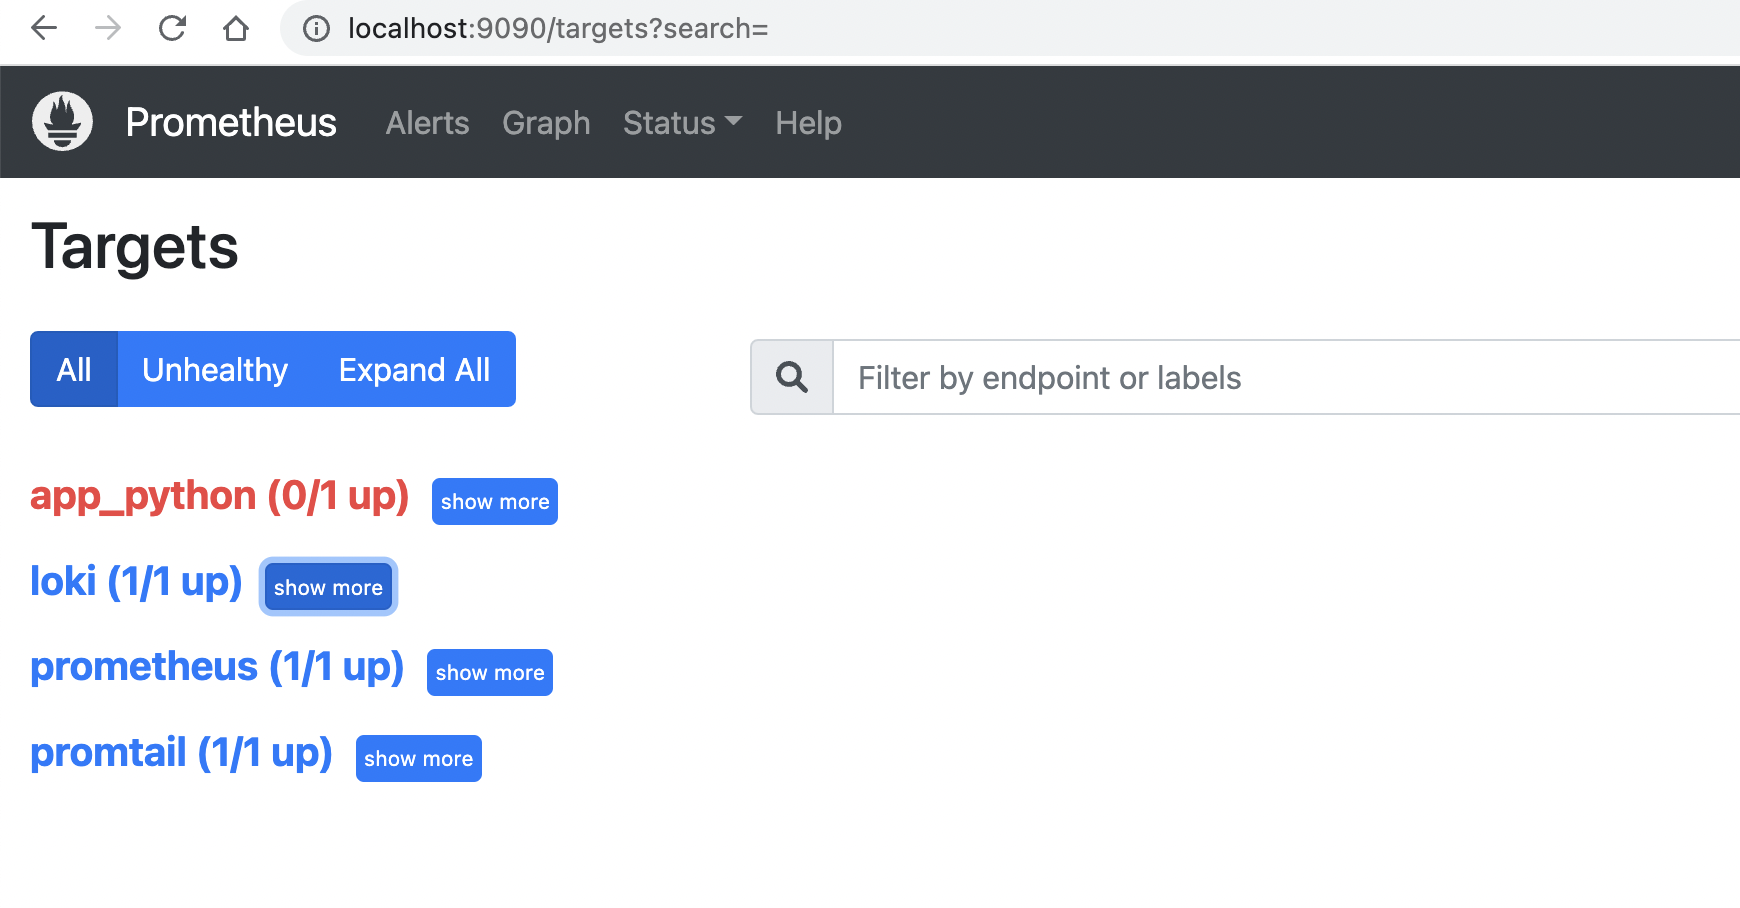 localhost:9090/targets?search=
Prometheus Alerts Graph Status Help
Targets
All Unhealthy Expand All
Filter by endpoint or labels
app_python (0/1 up) show more
loki (1/1 up) show more
prometheus (1/1 up) show more
promtail (1/1 up) show more